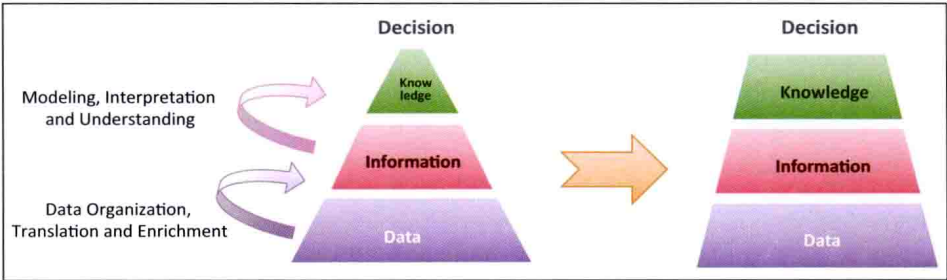 Decision
Know
ledge
Modeling, Interpretation
and Understanding
Information
Data Organization,
Translation and Enrichment
Data
Decision
Knowledge
Information
Data